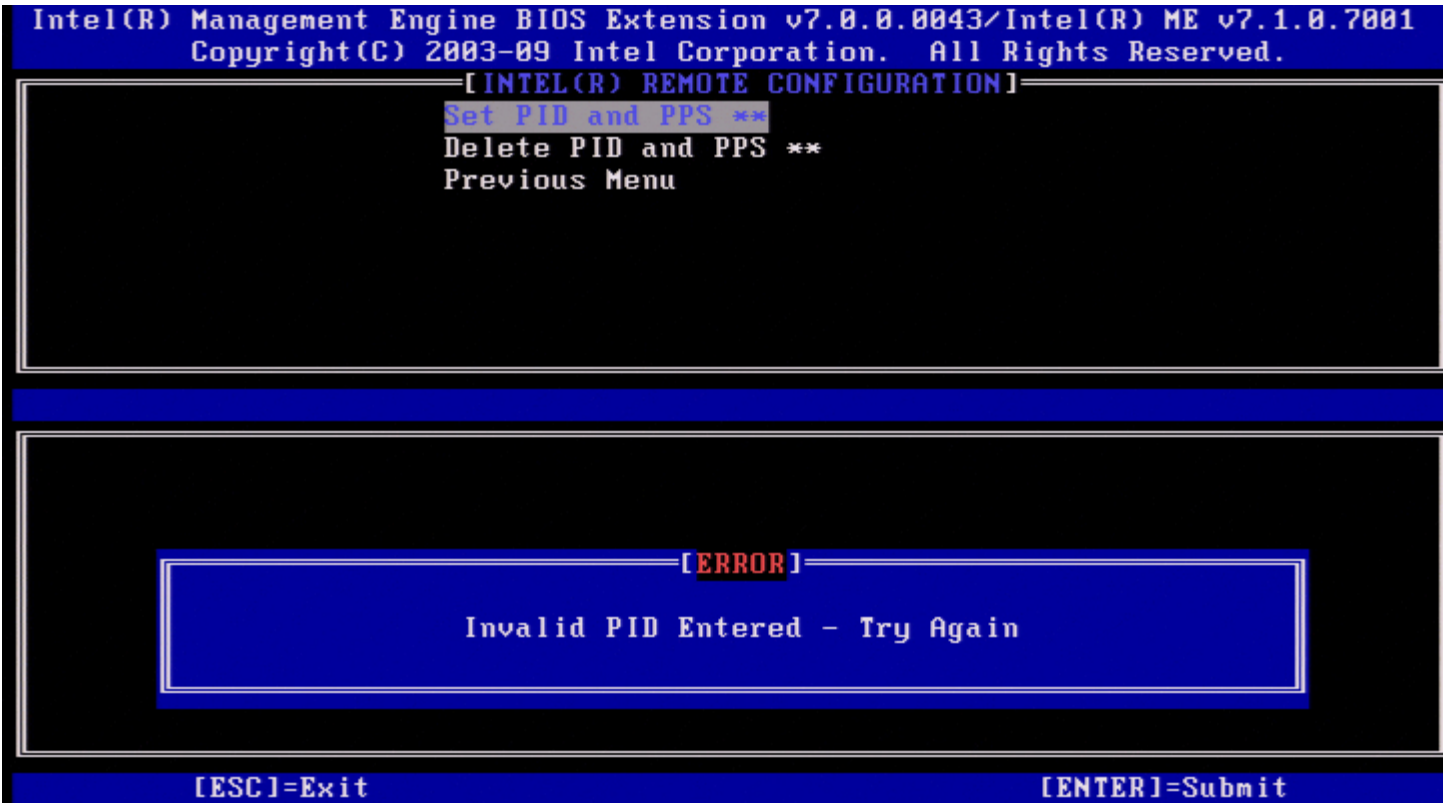 Intel(R) Management Engine BIOS Extension v7.0.0.0043/Intel(R) ME v7.1.0.7001
Copyright(C) 2003-09 Intel Corporation. All Rights Reserved.
[INTEL(R) REMOTE CONFIGURATION]
Set PID and PPS **
Delete PID and PPS **
Previous Menu
[ERROR]
Invalid PID Entered - Try Again
[ESC]=Exit [ENTER]=Submit